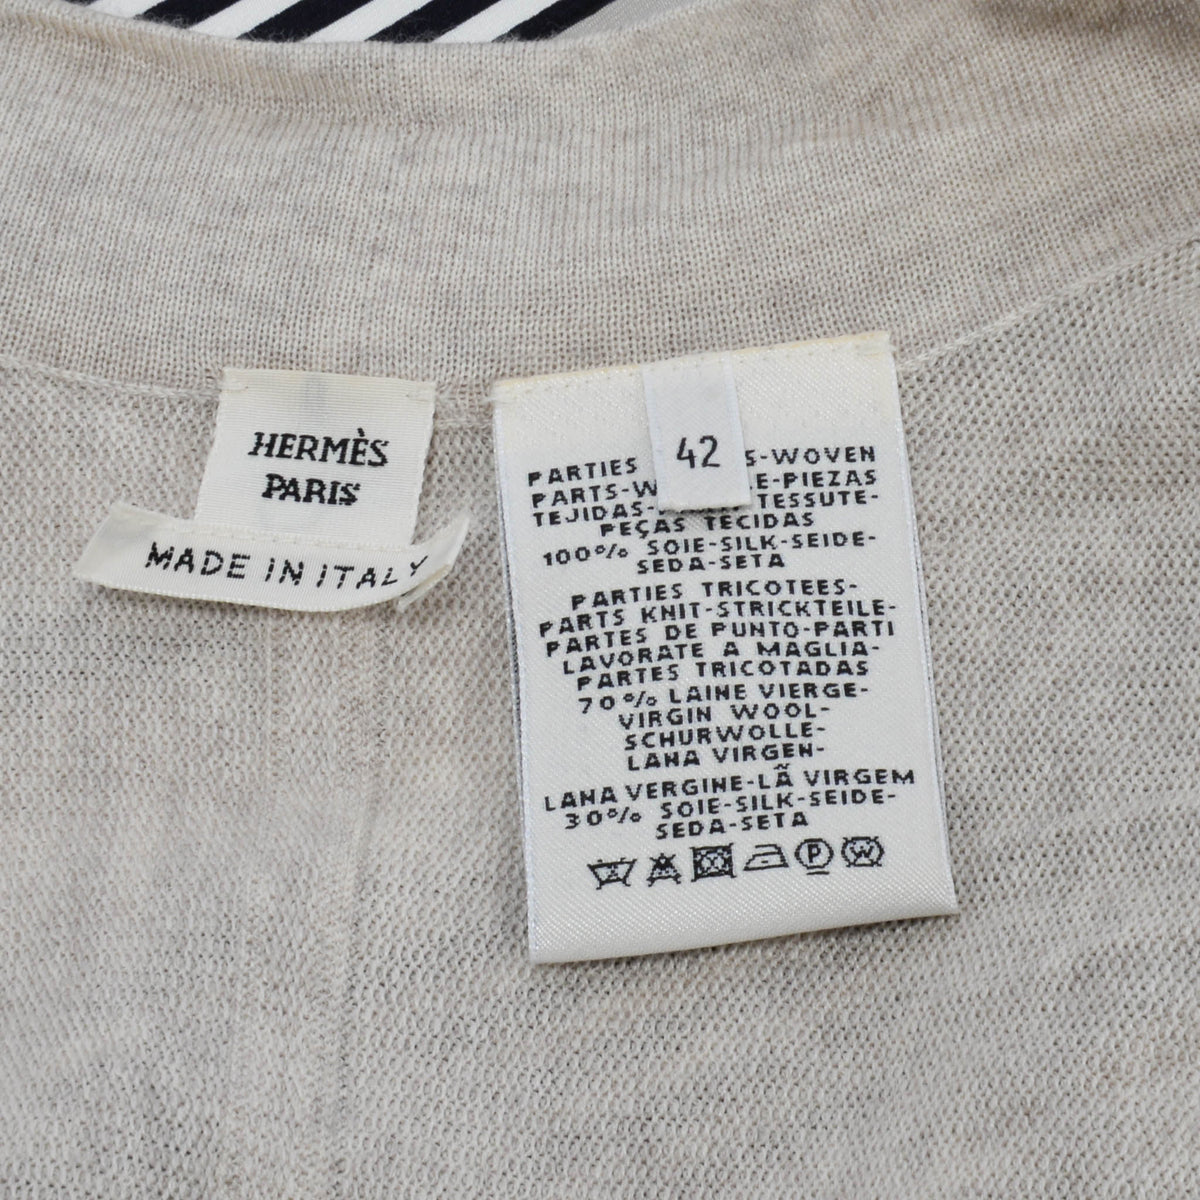 HERMÈS
PARIS
MADE IN ITALY
42
PARTIES S-WOVEN
PARTS-W E-PIEZAS
TEJIDAS- TESSUTE-
PEÇAS TECIDAS
100% SOIE-SILK-SEIDE-
SEDA-SETA
PARTIES TRICOTEES-
PARTS KNIT-STRICKTEILE-
PARTES DE PUNTO-PARTI
LAVORATE A MAGLIA-
PARTES TRICOTADAS
70% LAINE VIERGE-
VIRGIN WOOL-
SCHURWOLLE-
LANA VIRGEN-
LANA VERGINE-LÃ VIRGEM
30% SOIE-SILK-SEIDE-
SEDA-SETA
P W